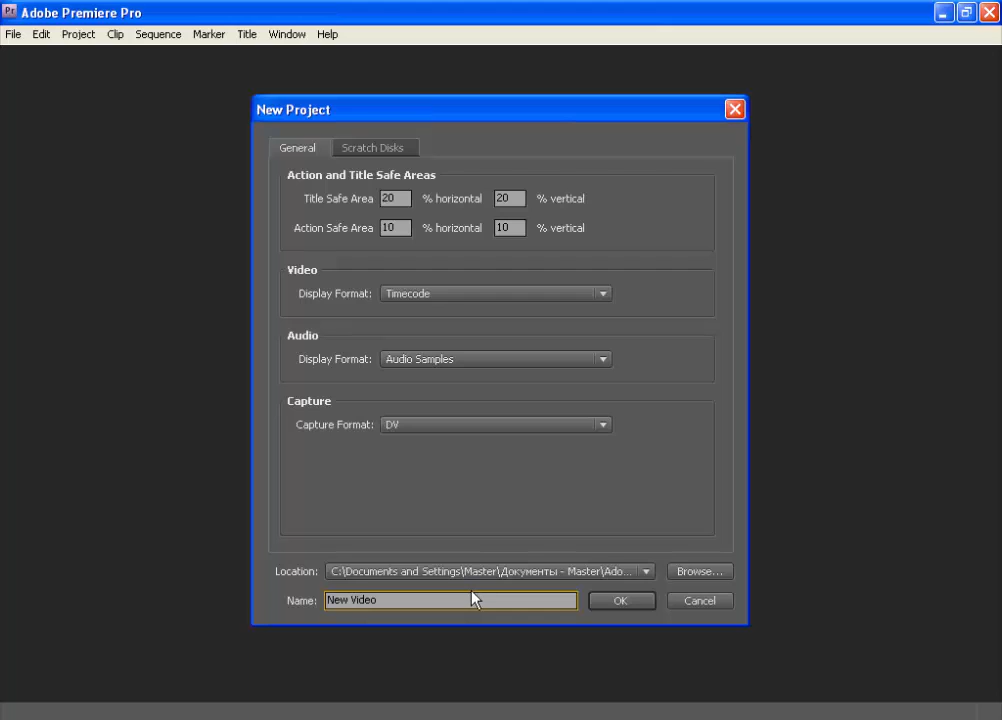 Pr Adobe Premiere Pro
File Edit Project Clip Sequence Marker Title Window Help
New Project
General Scratch Disks
Action and Title Safe Areas
Title Safe Area 20 % horizontal 20 % vertical
Action Safe Area 10 % horizontal 10 % vertical
Video
Display Format: Timecode
Audio
Display Format: Audio Samples
Capture
Capture Format: DV
Location: C:\Documents and Settings\Master\Документы - Master\Ado... Browse...
Name: New Video OK Cancel